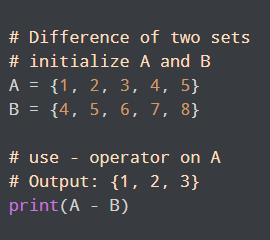 # Difference of two sets
# initialize A and B
A = {1, 2, 3, 4, 5}
B = {4, 5, 6, 7, 8}
# use - operator on A
# Output: {1, 2, 3}
print(A - B)